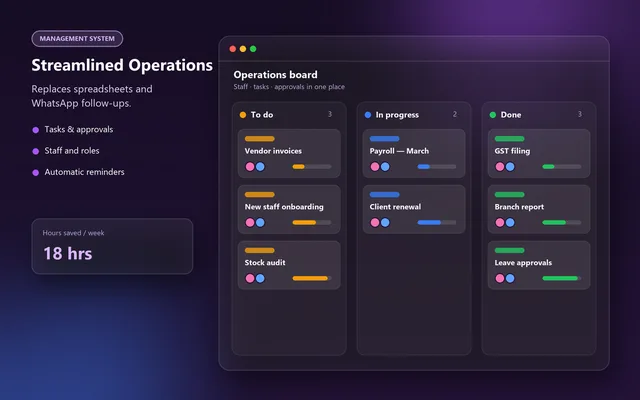 MANAGEMENT SYSTEM
Streamlined Operations
Replaces spreadsheets and
WhatsApp follow-ups.
Tasks & approvals
Staff and roles
Automatic reminders
Hours saved / week
18 hrs
Operations board
Staff · tasks · approvals in one place
To do 3
Vendor invoices
New staff onboarding
Stock audit
In progress 2
Payroll — March
Client renewal
Done 3
GST filing
Branch report
Leave approvals